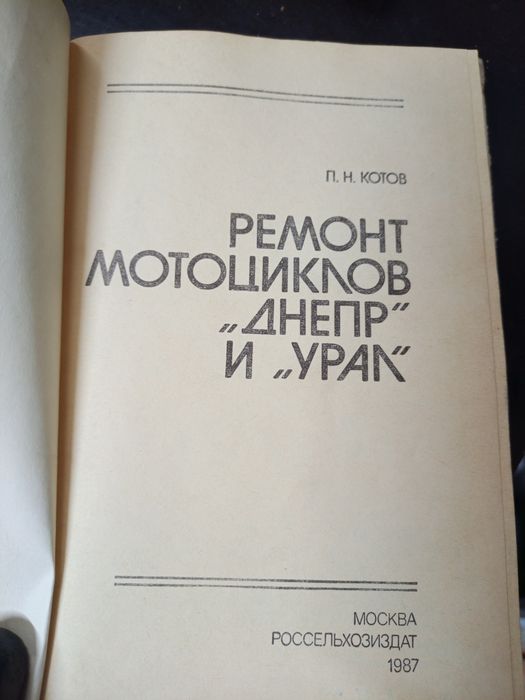 П. Н. КОТОВ
РЕМОНТ
МОТОЦИКЛОВ
„ДНЕПР"
И „УРАЛ"
МОСКВА
РОССЕЛЬХОЗИЗДАТ
1987